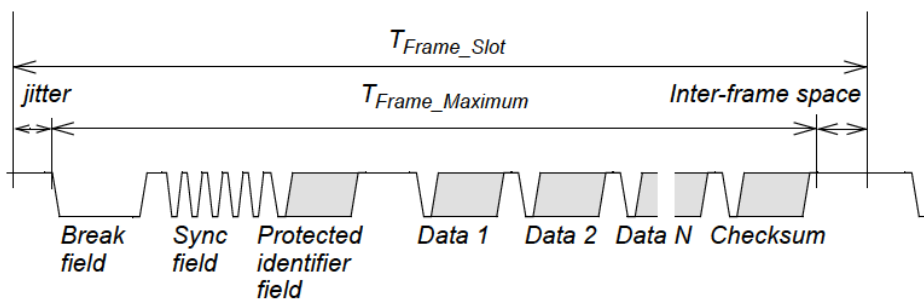 T_Frame_Slot
jitter
T_Frame_Maximum
Inter-frame space
Break
field
Sync
field
Protected
identifier
field
Data 1
Data 2
Data N
Checksum